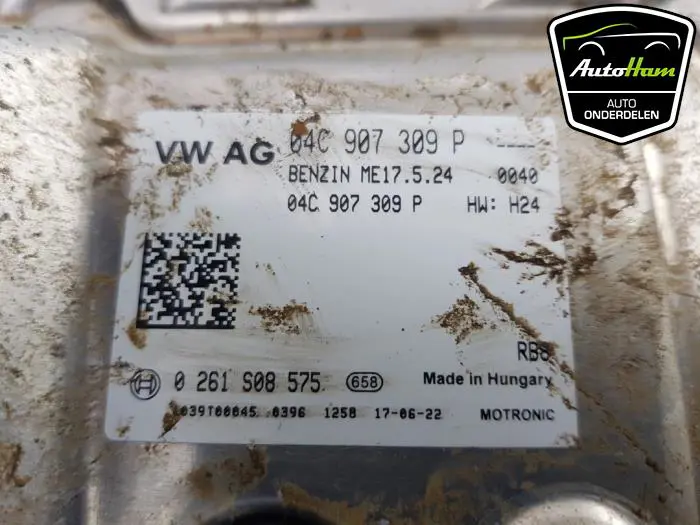 AutoHam
AUTO
ONDERDELEN
VW AG 04C 907 309 P ----
BENZIN ME17.5.24 0040
04C 907 309 P HW: H24
RB8
0 261 S08 575 658 Made in Hungary
1039T00045 0396 1258 17-06-22 MOTRONIC